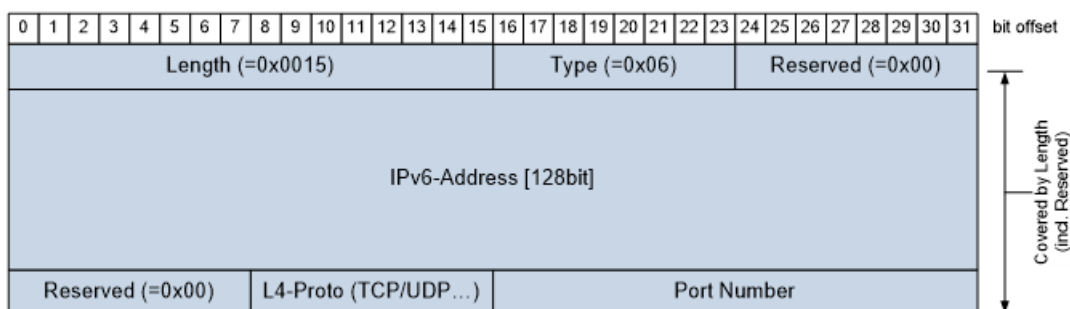 0 1 2 3 4 5 6 7 8 9 10 11 12 13 14 15 16 17 18 19 20 21 22 23 24 25 26 27 28 29 30 31 bit offset
Length (=0x0015) Type (=0x06) Reserved (=0x00)
IPv6-Address [128bit]
Covered by Length
(incl. Reserved)
Reserved (=0x00) L4-Proto (TCP/UDP...) Port Number